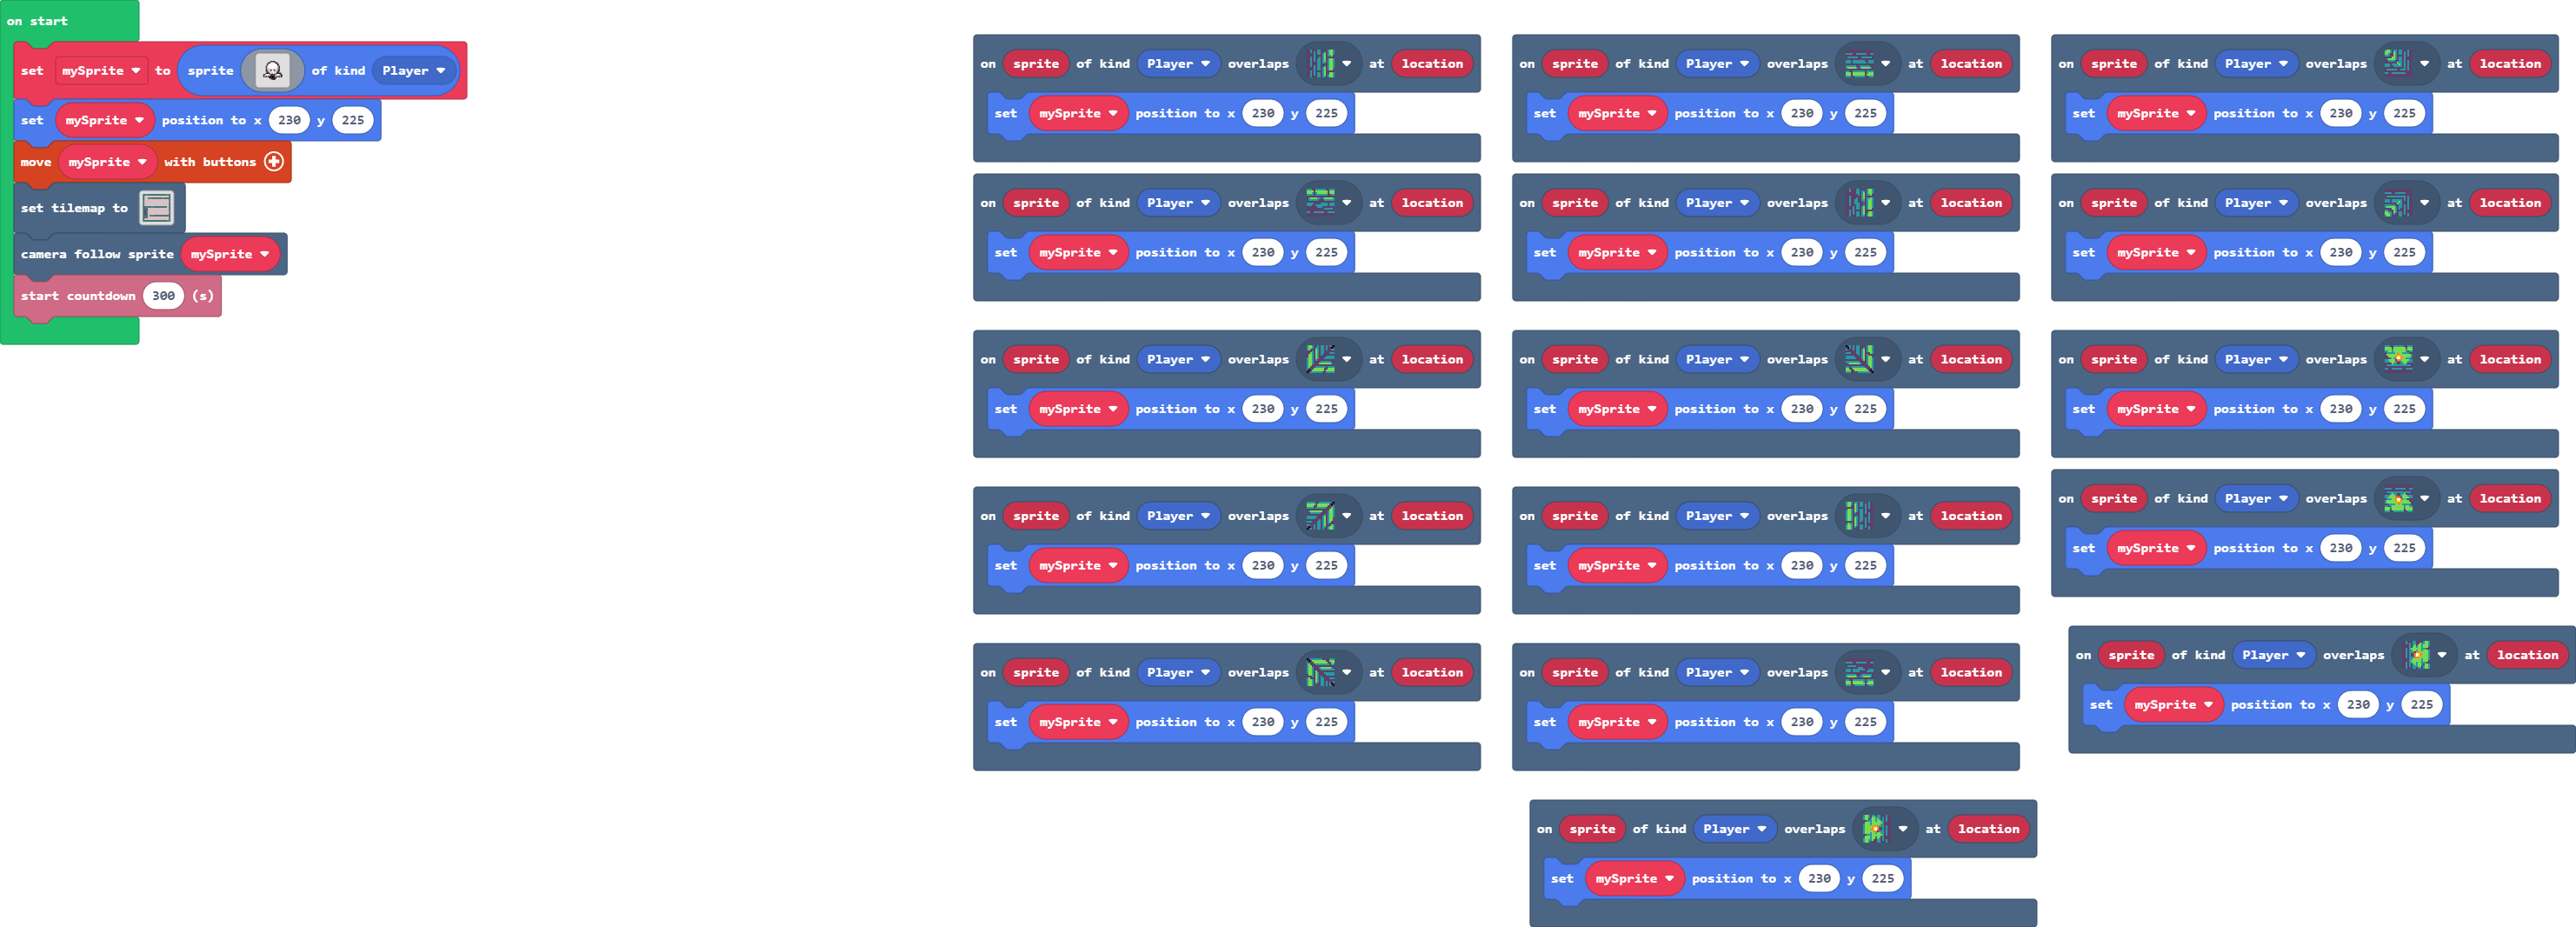 on start
set mySprite to sprite of kind Player
set mySprite position to x 230 y 225
move mySprite with buttons
set tilemap to
camera follow sprite mySprite
start countdown 300 (s)
on sprite of kind Player overlaps at location
set mySprite position to x 230 y 225
on sprite of kind Player overlaps at location
set mySprite position to x 230 y 225
on sprite of kind Player overlaps at location
set mySprite position to x 230 y 225
on sprite of kind Player overlaps at location
set mySprite position to x 230 y 225
on sprite of kind Player overlaps at location
set mySprite position to x 230 y 225
on sprite of kind Player overlaps at location
set mySprite position to x 230 y 225
on sprite of kind Player overlaps at location
set mySprite position to x 230 y 225
on sprite of kind Player overlaps at location
set mySprite position to x 230 y 225
on sprite of kind Player overlaps at location
set mySprite position to x 230 y 225
on sprite of kind Player overlaps at location
set mySprite position to x 230 y 225
on sprite of kind Player overlaps at location
set mySprite position to x 230 y 225
on sprite of kind Player overlaps at location
set mySprite position to x 230 y 225
on sprite of kind Player overlaps at location
set mySprite position to x 230 y 225
on sprite of kind Player overlaps at location
set mySprite position to x 230 y 225
on sprite of kind Player overlaps at location
set mySprite position to x 230 y 225
on sprite of kind Player overlaps at location
set mySprite position to x 230 y 225